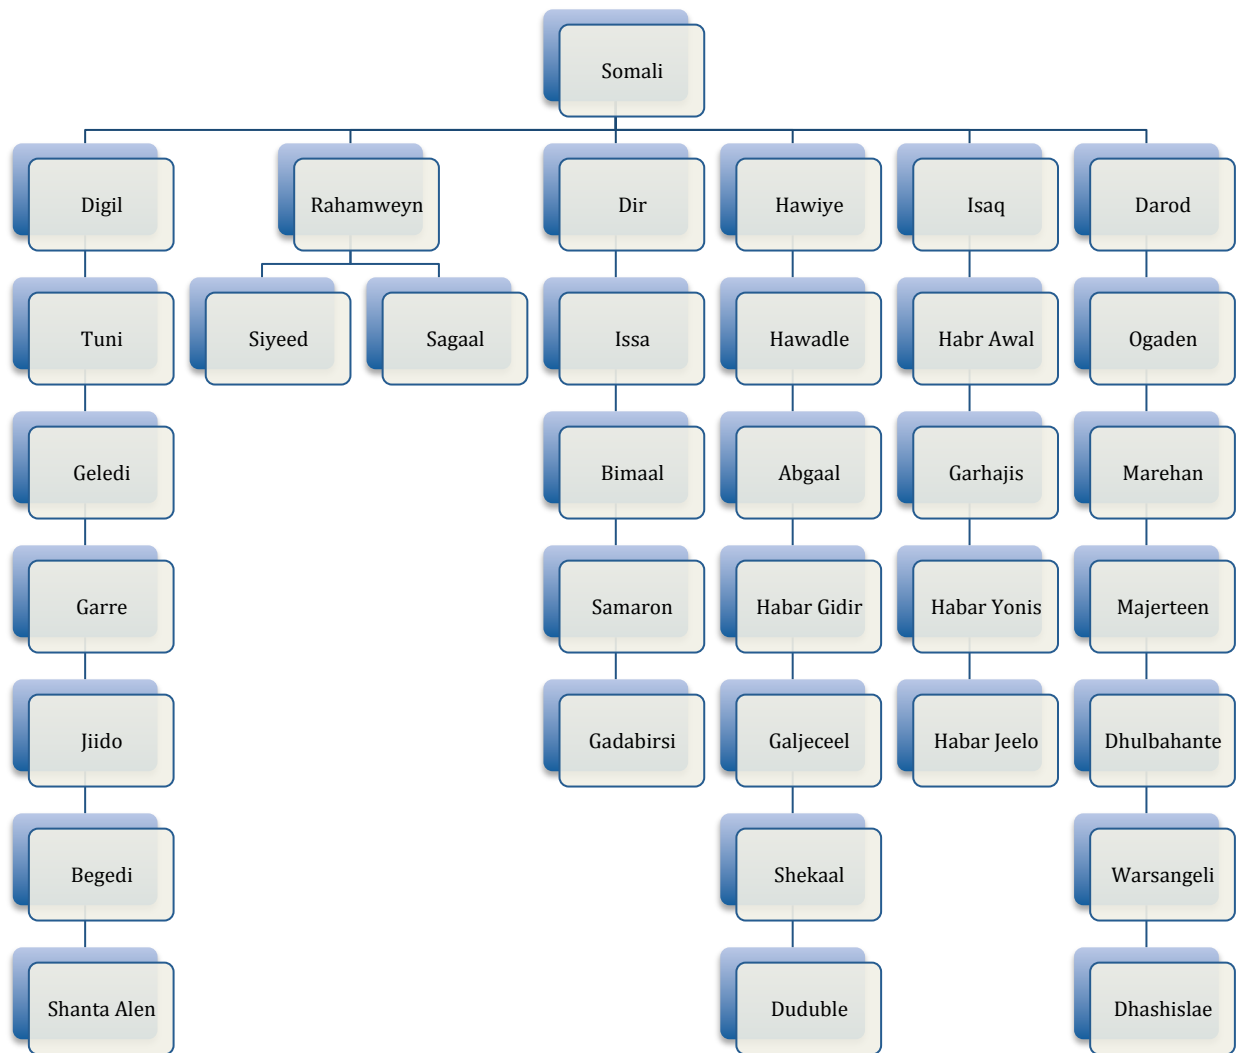 Somali
Digil
Rahamweyn
Dir
Hawiye
Isaq
Darod
Tuni
Siyeed
Sagaal
Issa
Hawadle
Habr Awal
Ogaden
Geledi
Bimaal
Abgaal
Garhajis
Marehan
Garre
Samaron
Habar Gidir
Habar Yonis
Majerteen
Jiido
Gadabirsi
Galjeceel
Habar Jeelo
Dhulbahante
Begedi
Shekaal
Warsangeli
Shanta Alen
Duduble
Dhashislae